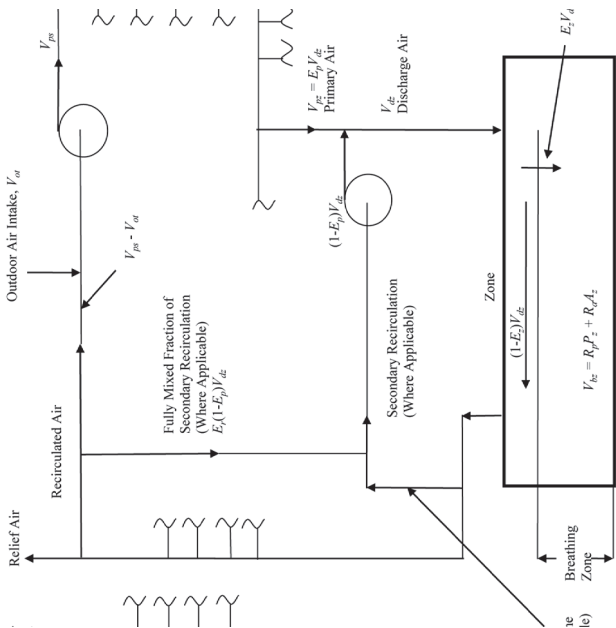 Relief Air
Outdoor Air Intake, V_ot
V_ps
Recirculated Air
V_ps - V_ot
Fully Mixed Fraction of
Secondary Recirculation
(Where Applicable)
E_r(1-E_p)V_dz
V_pz = E_pV_dz
Primary Air
V_dz
Discharge Air
(1-E_p)V_dz
Secondary Recirculation
(Where Applicable)
Zone
E_zV_d
(1-E_z)V_dz
V_bz = R_pP_z + R_aA_z
Breathing
Zone